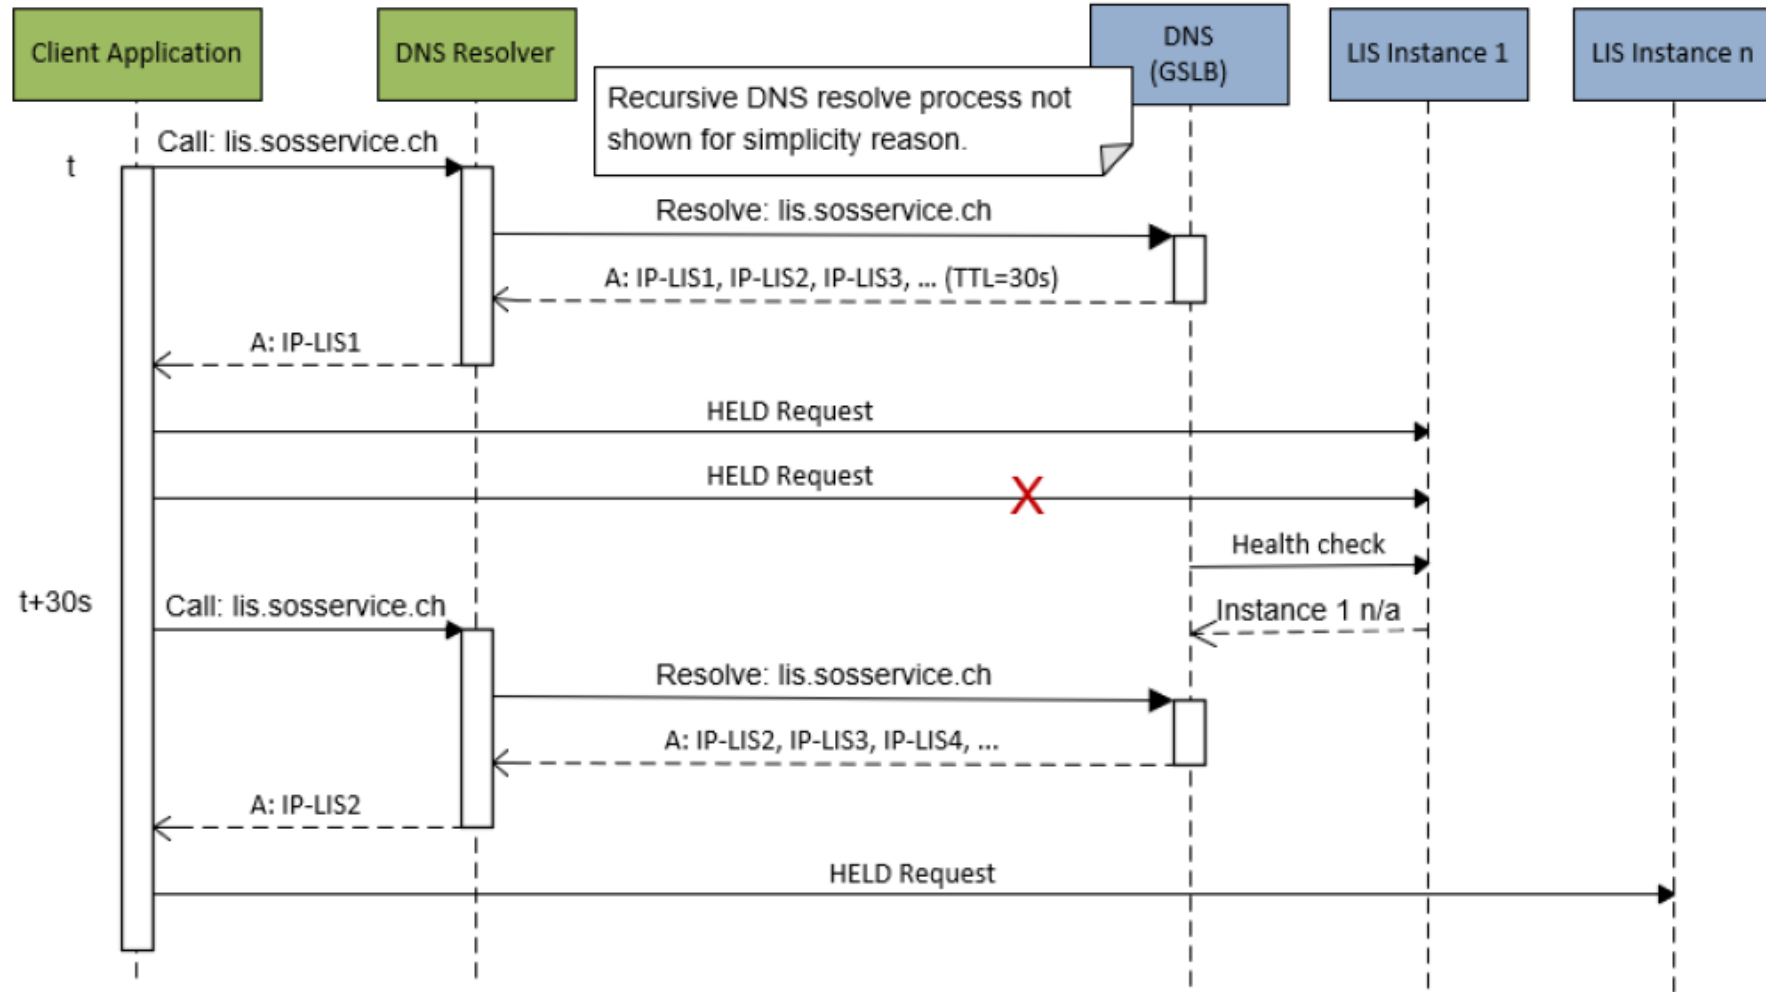 Client Application
DNS Resolver
DNS
(GSLB)
LIS Instance 1
LIS Instance n
Recursive DNS resolve process not
shown for simplicity reason.
t
Call: lis.sosservice.ch
Resolve: lis.sosservice.ch
A: IP-LIS1, IP-LIS2, IP-LIS3, ... (TTL=30s)
A: IP-LIS1
HELD Request
HELD Request
X
Health check
t+30s
Call: lis.sosservice.ch
Instance 1 n/a
Resolve: lis.sosservice.ch
A: IP-LIS2, IP-LIS3, IP-LIS4, ...
A: IP-LIS2
HELD Request